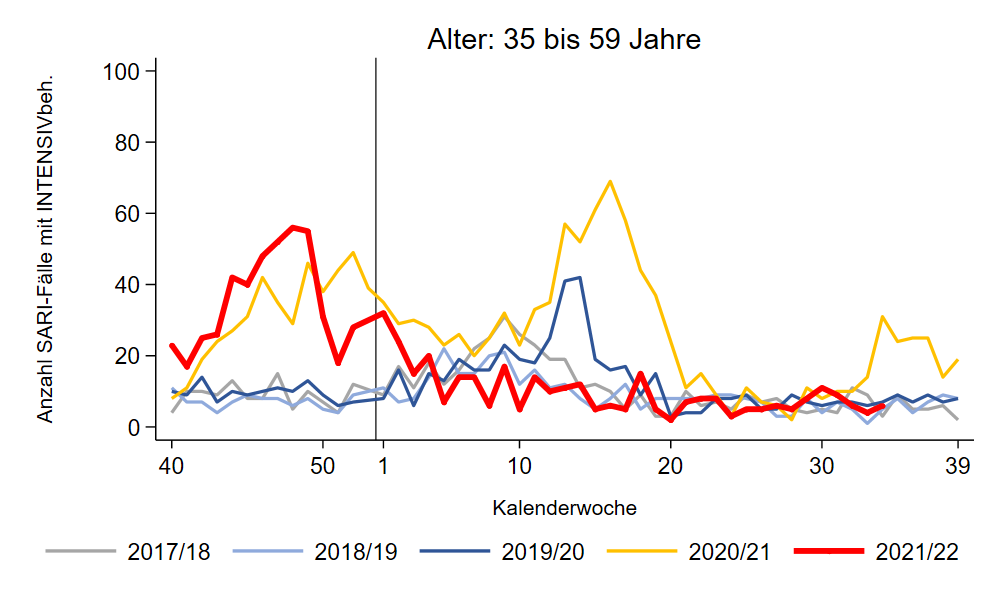 Alter: 35 bis 59 Jahre
Anzahl SARI-Fälle mit INTENSIVbeh.
100
80
60
40
20
0
40 50 1 10 20 30 39
Kalenderwoche
2017/18 2018/19 2019/20 2020/21 2021/22